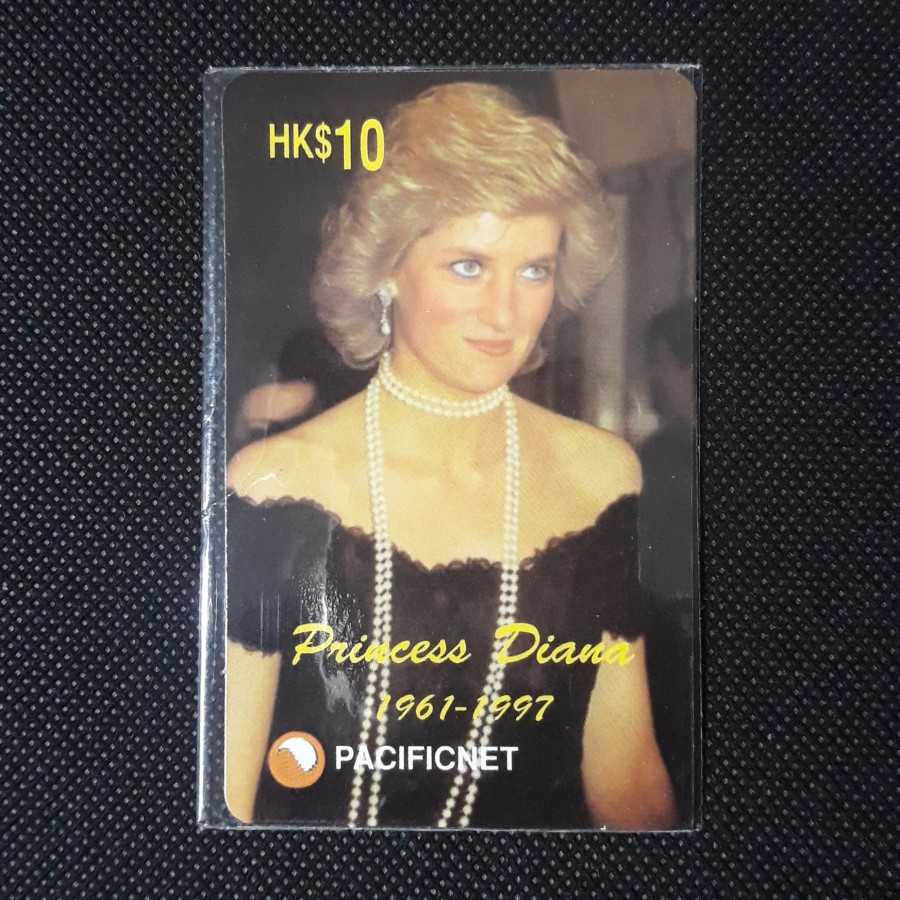 HK$10
Princess Diana
1961-1997
PACIFICNET